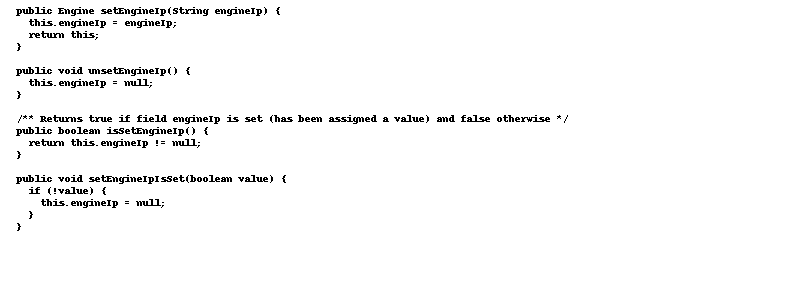 public Engine setEngineIp(String engineIp) {
this.engineIp = engineIp;
return this;
}
public void unsetEngineIp() {
this.engineIp = null;
}
/** Returns true if field engineIp is set (has been assigned a value) and false otherwise */
public boolean isSetEngineIp() {
return this.engineIp != null;
}
public void setEngineIpIsSet(boolean value) {
if (!value) {
this.engineIp = null;
}
}